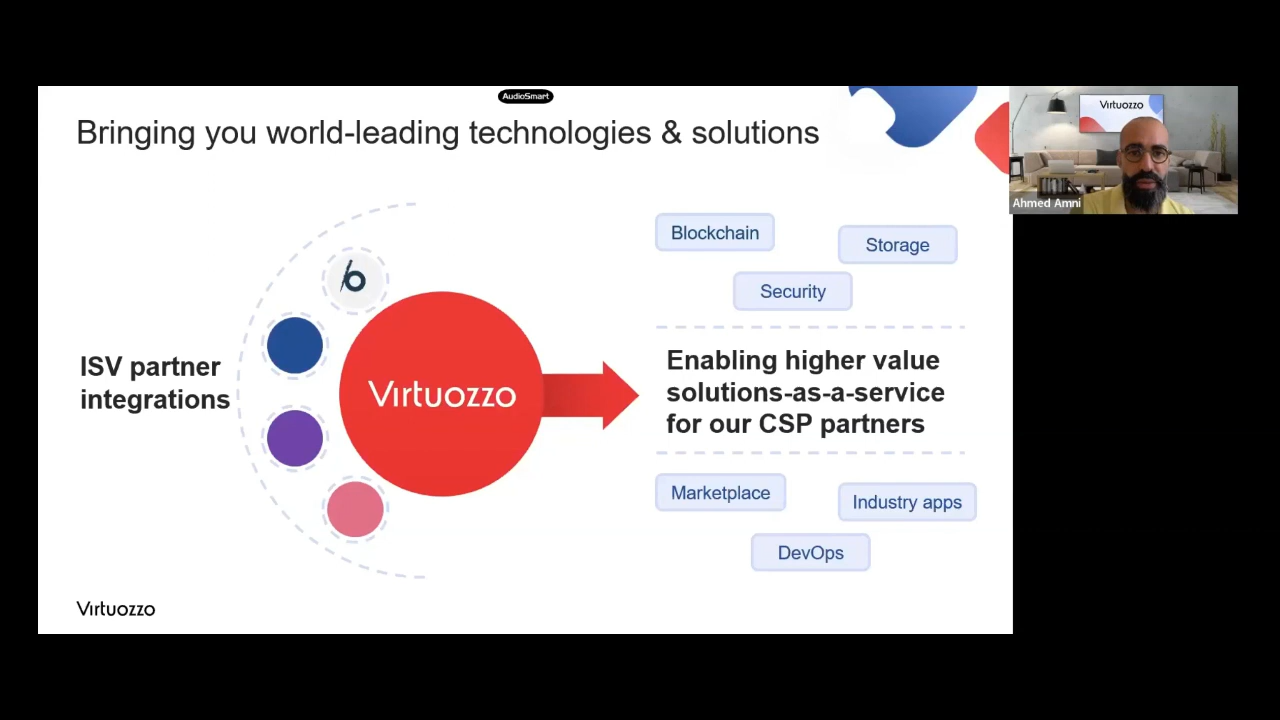 AudioSmart
Bringing you world-leading technologies & solutions
Virtuozzo
Ahmed Amni
Blockchain
Storage
Security
b
ISV partner
integrations
Virtuozzo
Enabling higher value
solutions-as-a-service
for our CSP partners
Marketplace
Industry apps
DevOps
Virtuozzo